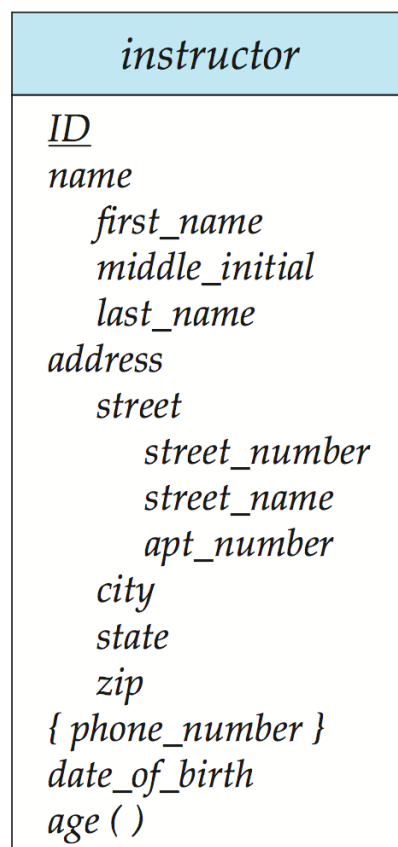 instructor
ID
name
first_name
middle_initial
last_name
address
street
street_number
street_name
apt_number
city
state
zip
{ phone_number }
date_of_birth
age ( )